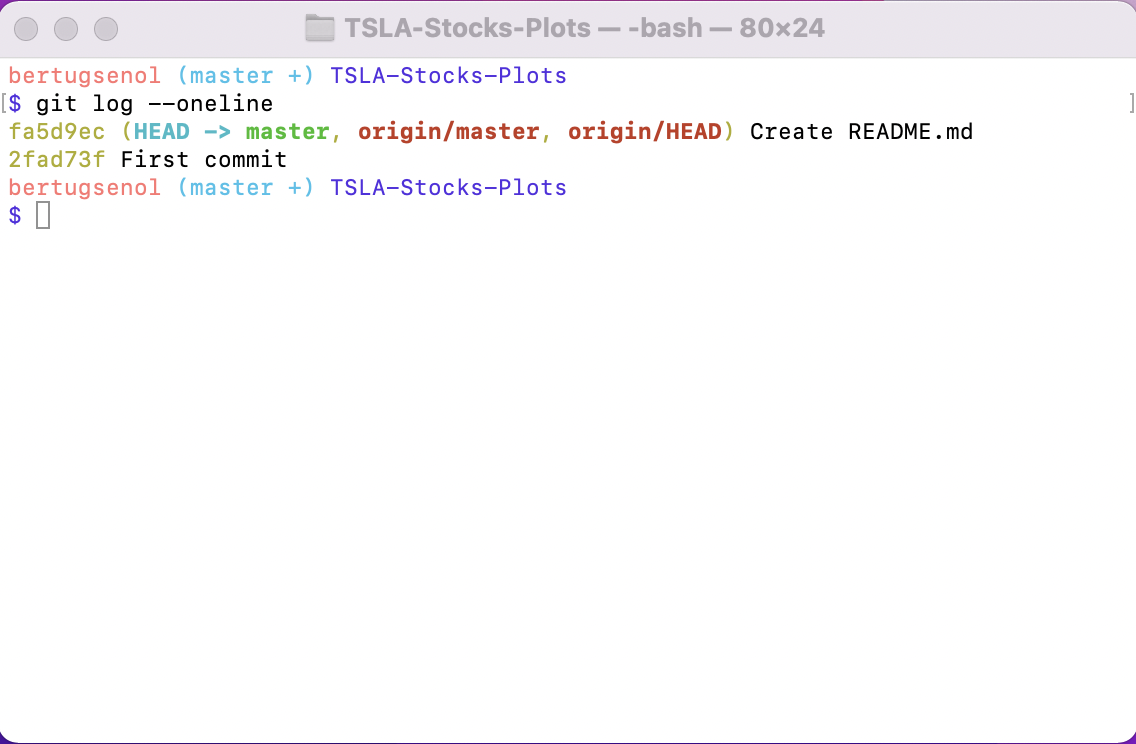 TSLA-Stocks-Plots — -bash — 80×24
bertugsenol (master +) TSLA-Stocks-Plots
[$ git log --oneline ]
fa5d9ec (HEAD -> master, origin/master, origin/HEAD) Create README.md
2fad73f First commit
bertugsenol (master +) TSLA-Stocks-Plots
$